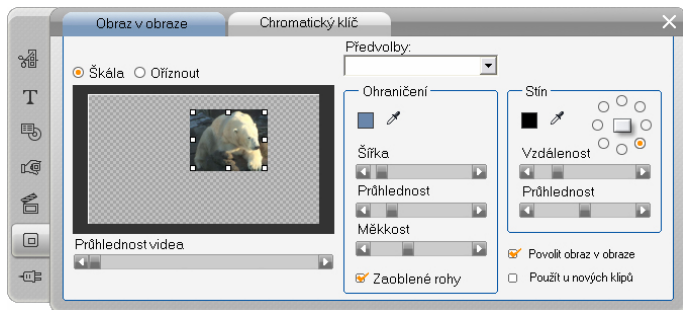 Obraz v obraze
Chromatický klíč
Předvolby:
Škála
Oříznout
Ohraničení
Stín
Šířka
Vzdálenost
Průhlednost
Průhlednost
Měkkost
Průhlednost videa
Zaoblené rohy
Povolit obraz v obraze
Použít u nových klipů
T